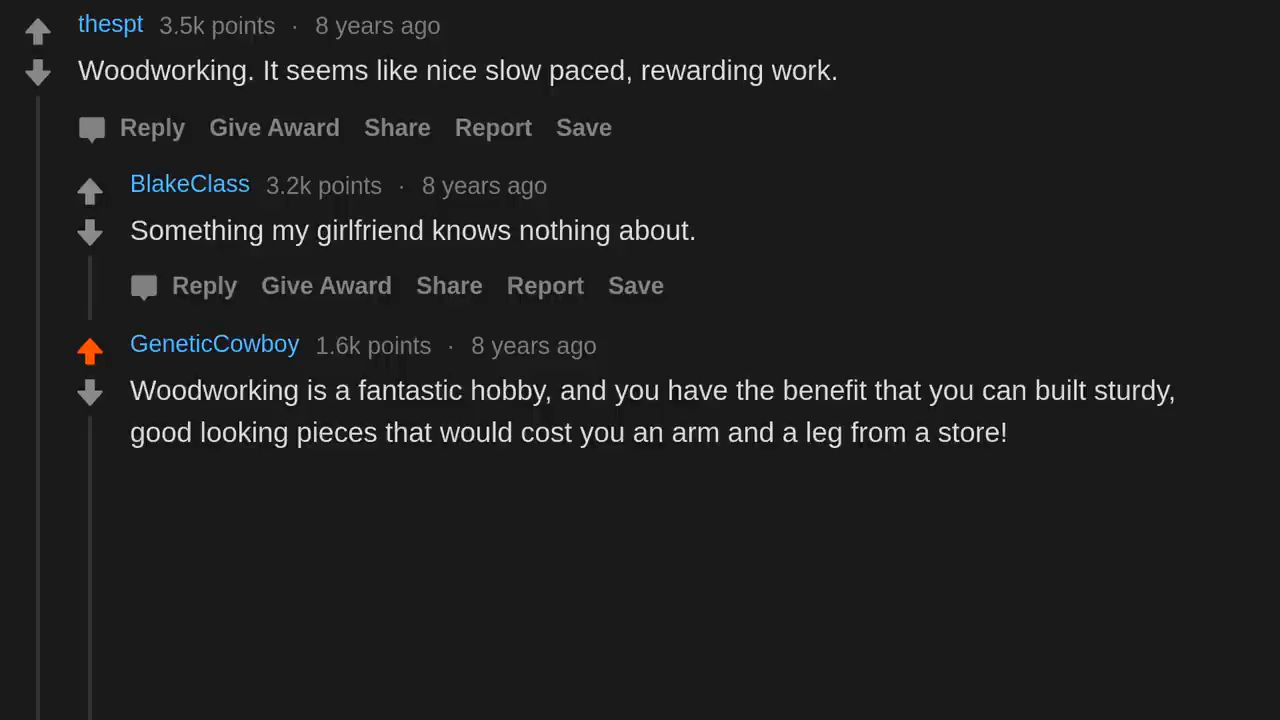 thespt 3.5k points · 8 years ago
Woodworking. It seems like nice slow paced, rewarding work.
Reply Give Award Share Report Save
BlakeClass 3.2k points · 8 years ago
Something my girlfriend knows nothing about.
Reply Give Award Share Report Save
GeneticCowboy 1.6k points · 8 years ago
Woodworking is a fantastic hobby, and you have the benefit that you can built sturdy,
good looking pieces that would cost you an arm and a leg from a store!